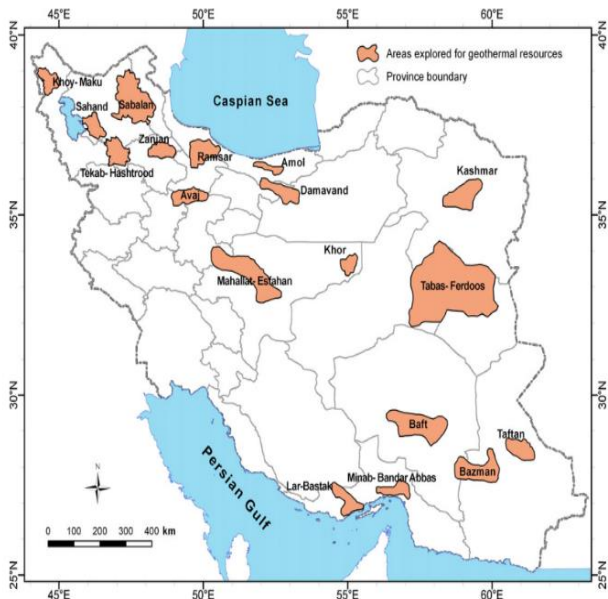 45°E
50°E
55°E
60°E
40°N
40°N
Areas explored for geothermal resources
Province boundary
Khoy- Maku
Caspian Sea
Sahand
Sabalan
Zanjan
Ramsar
Amol
Tekab- Hashtrood
Kashmar
Damavand
Avaj
35°N
35°N
Khor
Mahallat- Esfahan
Tabas- Ferdoos
30°N
30°N
Baft
Taftan
Persian Gulf
Lar-Bastak
Minab- Bandar Abbas
Bazman
N
0 100 200 300 400 km
25°N
25°N
45°E
50°E
55°E
60°E